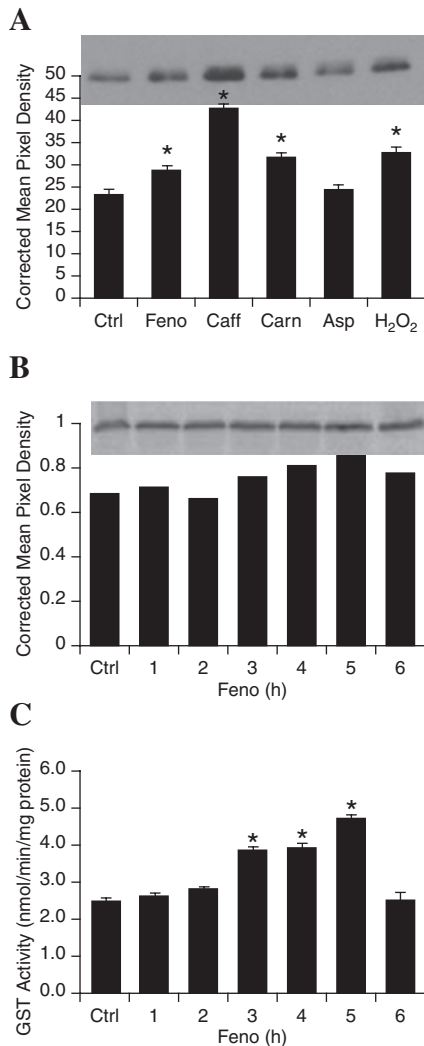 A
Corrected Mean Pixel Density
50
45
40
35
30
25
20
15
10
5
0
*
*
*
*
Ctrl Feno Caff Carn Asp H₂O₂
B
Corrected Mean Pixel Density
1
0.8
0.6
0.4
0.2
0
Ctrl 1 2 3 4 5 6
Feno (h)
C
GST Activity (nmol/min/mg protein)
6.0
5.0
4.0
3.0
2.0
1.0
0.0
* * *
Ctrl 1 2 3 4 5 6
Feno (h)